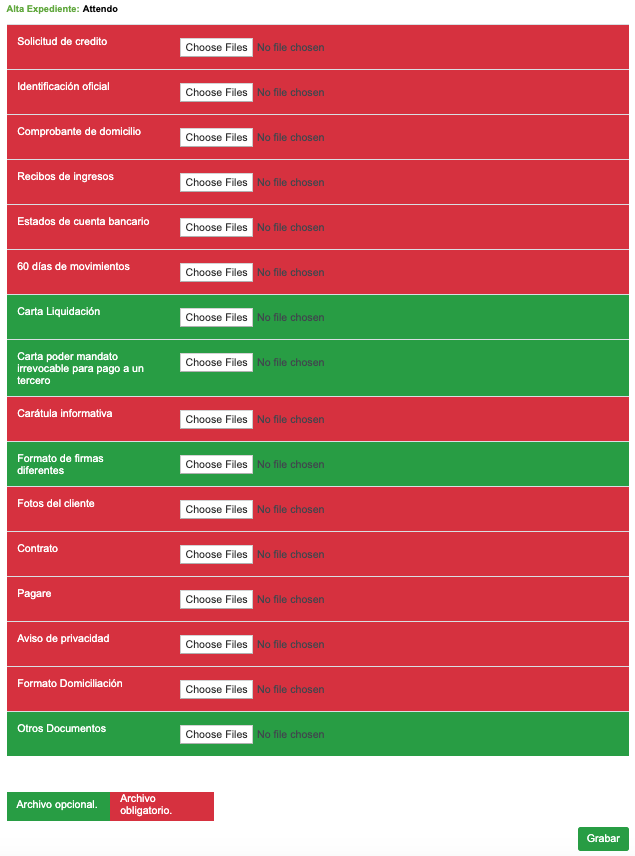 Alta Expediente: Attendo
Solicitud de credito
Choose Files No file chosen
Identificación oficial
Choose Files No file chosen
Comprobante de domicilio
Choose Files No file chosen
Recibos de ingresos
Choose Files No file chosen
Estados de cuenta bancario
Choose Files No file chosen
60 días de movimientos
Choose Files No file chosen
Carta Liquidación
Choose Files No file chosen
Carta poder mandato
irrevocable para pago a un
tercero
Choose Files No file chosen
Carátula informativa
Choose Files No file chosen
Formato de firmas
diferentes
Choose Files No file chosen
Fotos del cliente
Choose Files No file chosen
Contrato
Choose Files No file chosen
Pagare
Choose Files No file chosen
Aviso de privacidad
Choose Files No file chosen
Formato Domiciliación
Choose Files No file chosen
Otros Documentos
Choose Files No file chosen
Archivo opcional.
Archivo
obligatorio.
Grabar